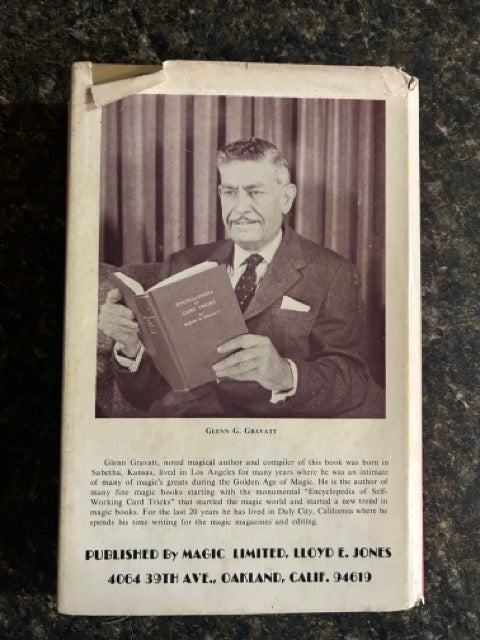 ENCYCLOPEDIA
OF
CARD TRICKS
BY
GLENN G. GRAVATT
GLENN G. GRAVATT
Glenn Gravatt, noted magical author and compiler of this book was born in
Sabetha, Kansas, lived in Los Angeles for many years where he was an intimate
of many of magic's greats during the Golden Age of Magic. He is the author of
many fine magic books starting with the monumental "Encyclopedia of Self-
Working Card Tricks" that startled the magic world and started a new trend in
magic books. For the last 20 years he has lived in Daly City, California where he
spends his time writing for the magic magazines and editing.
PUBLISHED By MAGIC LIMITED, LLOYD E. JONES
4064 39TH AVE., OAKLAND, CALIF. 94619